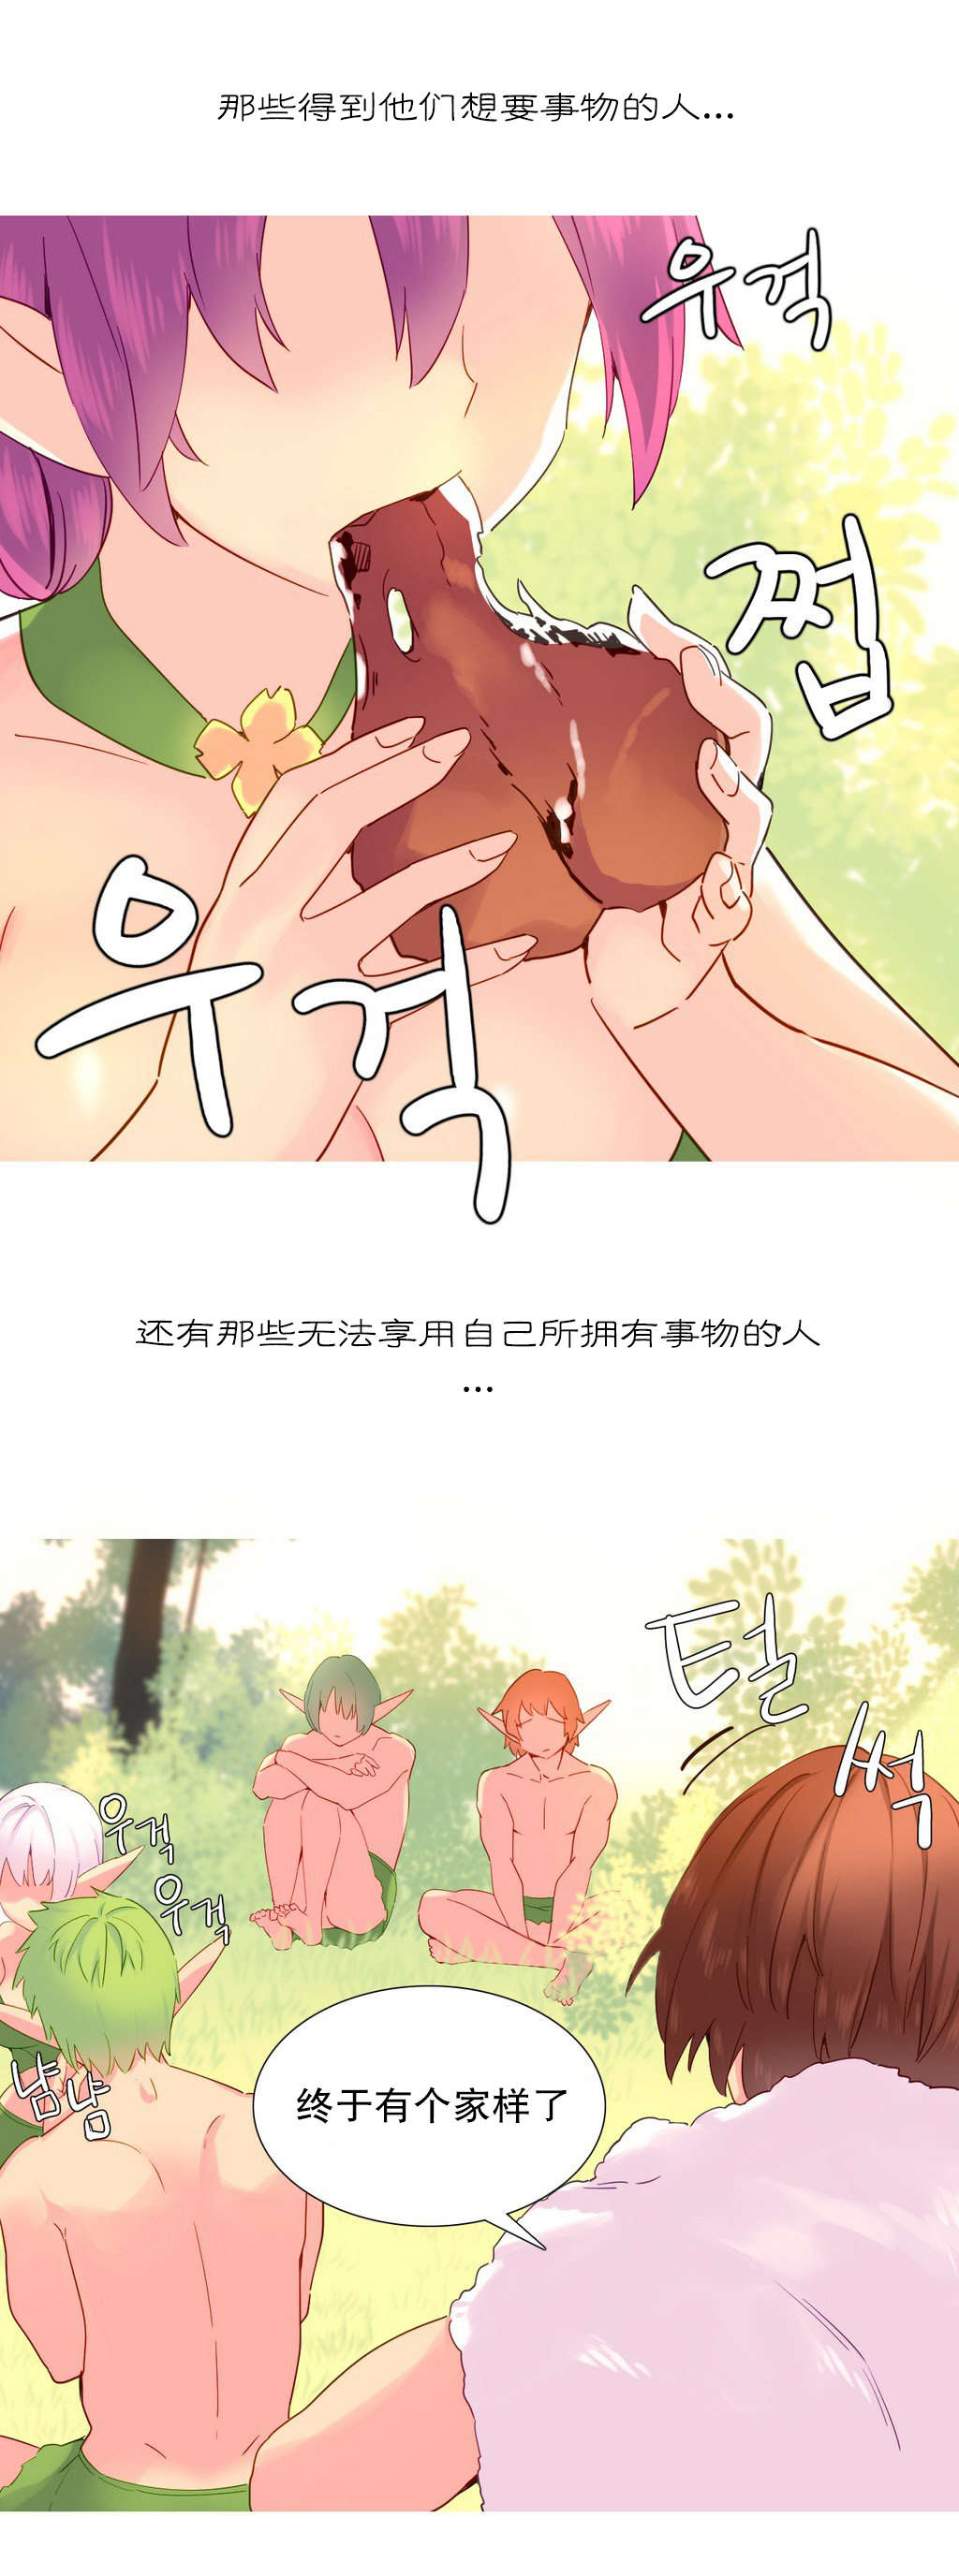 那些得到他们想要事物的人...
우걱
쩝
우걱
还有那些无法享用自己所拥有事物的人
...
털
썩
우걱
우걱
终于有个家样了
냠냠